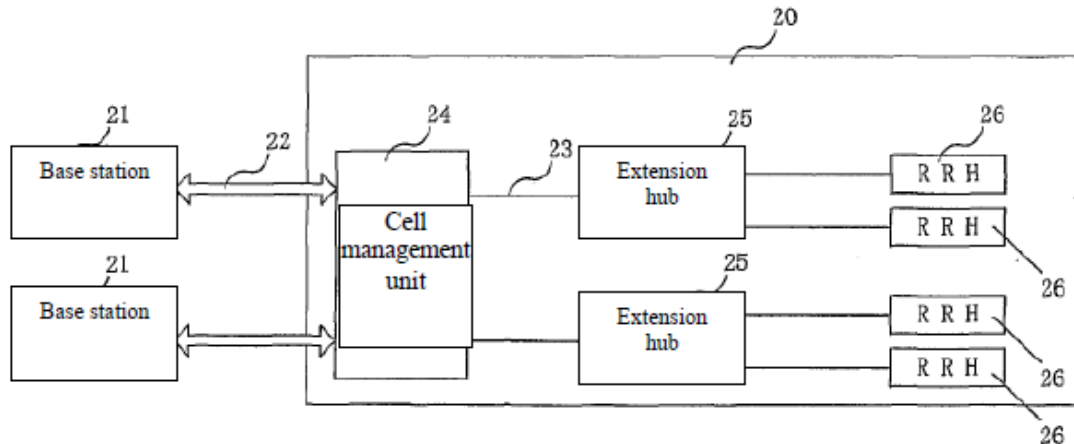 20
21
22
24
23
25
26
Base station
Extension
hub
R R H
R R H
26
Cell
management
unit
21
Base station
25
Extension
hub
R R H
26
R R H
26